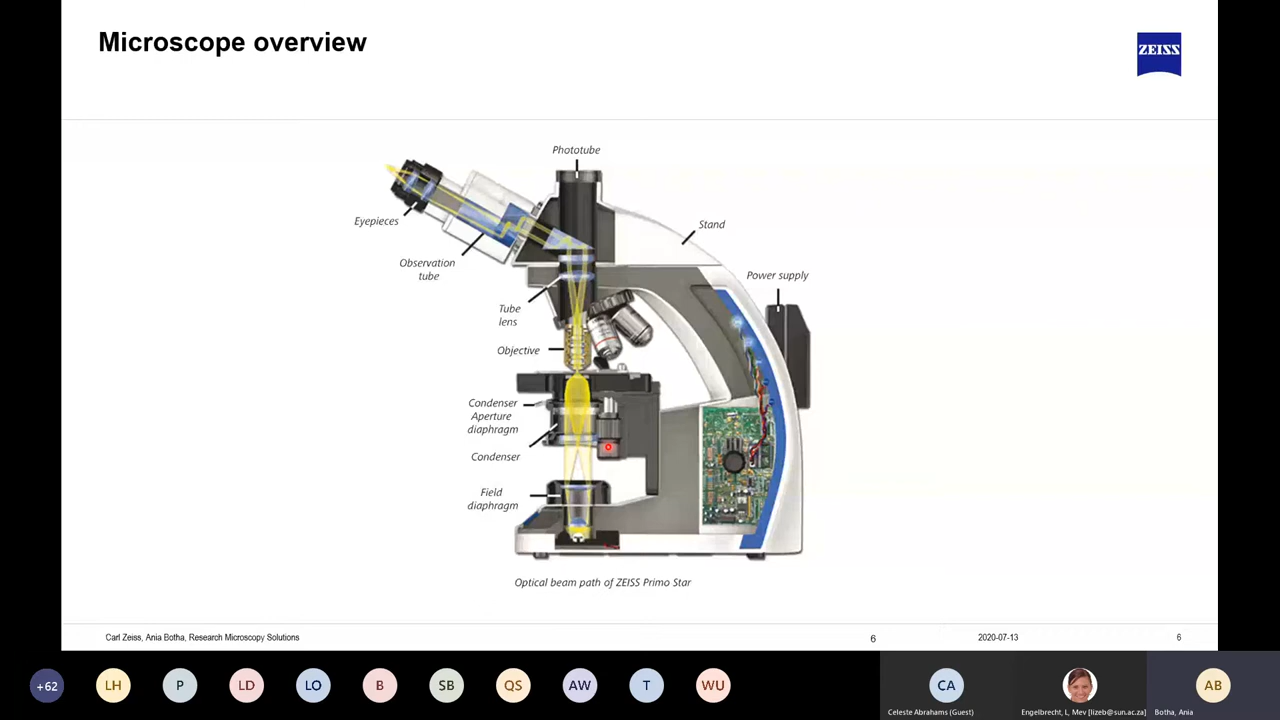 Microscope overview
ZEISS
Phototube
Eyepieces
Stand
Observation
tube
Power supply
Tube
lens
Objective
Condenser
Aperture
diaphragm
Condenser
Field
diaphragm
Optical beam path of ZEISS Primo Star
Carl Zeiss, Ania Botha, Research Microscopy Solutions
6
2020-07-13
6
+62
LH
P
LD
LO
B
SB
QS
AW
T
WU
CA
AB
Celeste Abrahams (Guest)
Engelbrecht, L, Mev [lizeb@sun.ac.za]
Botha, Ania